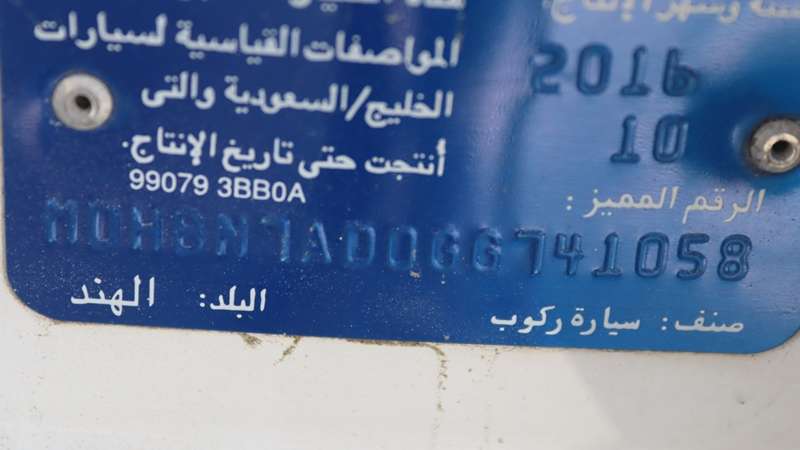 المواصفات القياسية لسيارات
الخليج/السعودية والتى
أنتجت حتى تاريخ الإنتاج.
99079 3BB0A
2016
10
الرقم المميز:
MDHBN7ADQGG741058
صنف: سيارة ركوب
البلد: الهند